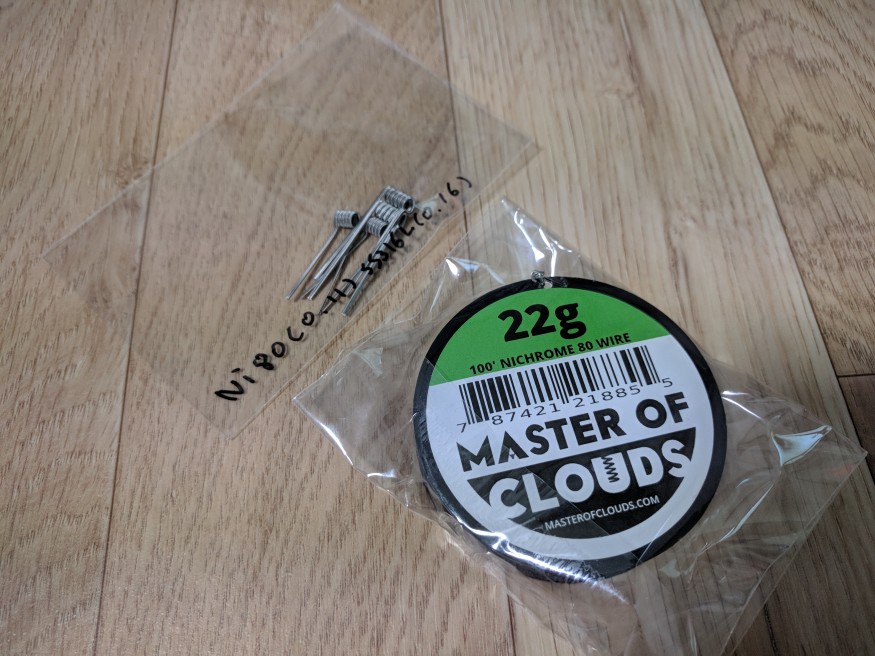 Ni80(0.4) SS316L(0.16)
22g
100' NICHROME 80 WIRE
7 87421 21885 5
MASTER OF
CLOUDS
MASTEROFCLOUDS.COM